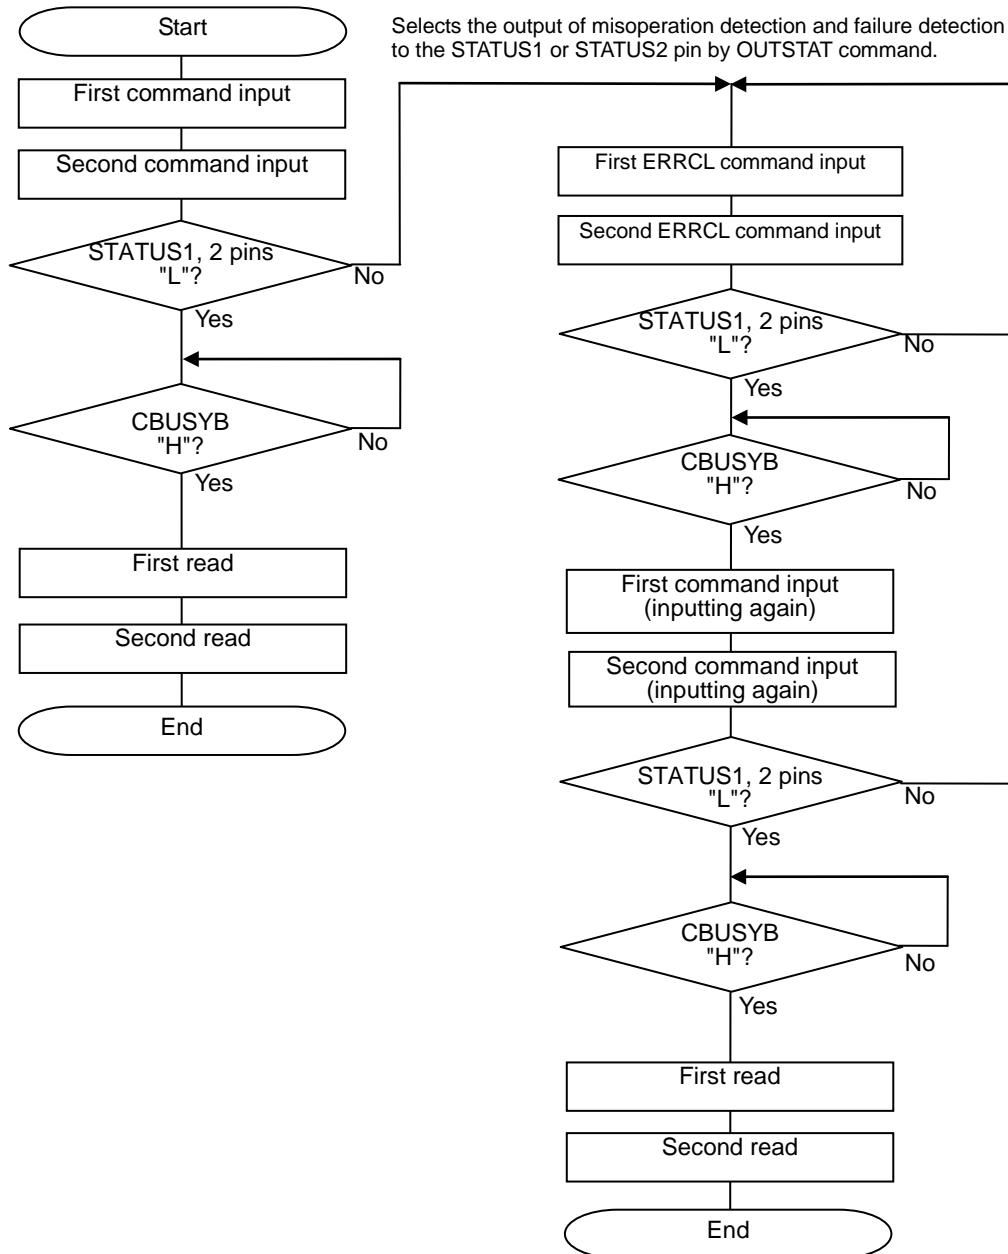 Start
Selects the output of misoperation detection and failure detection
to the STATUS1 or STATUS2 pin by OUTSTAT command.
First command input
Second command input
STATUS1, 2 pins
"L"?
No
Yes
CBUSYB
"H"?
No
Yes
First read
Second read
End
First ERRCL command input
Second ERRCL command input
STATUS1, 2 pins
"L"?
No
Yes
CBUSYB
"H"?
No
Yes
First command input
(inputting again)
Second command input
(inputting again)
STATUS1, 2 pins
"L"?
No
Yes
CBUSYB
"H"?
No
Yes
First read
Second read
End